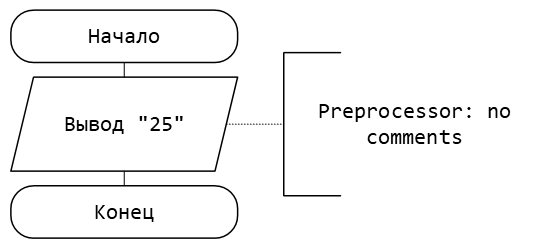 Начало
Вывод "25"
Preprocessor: no
comments
Конец